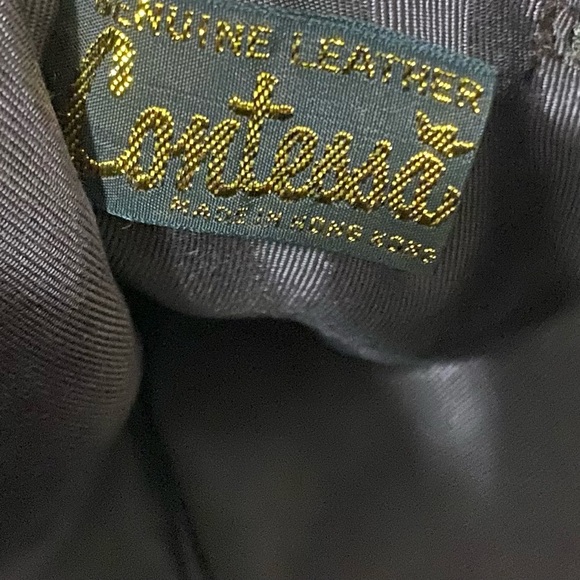 GENUINE LEATHER
Contessa
MADE IN HONG KONG